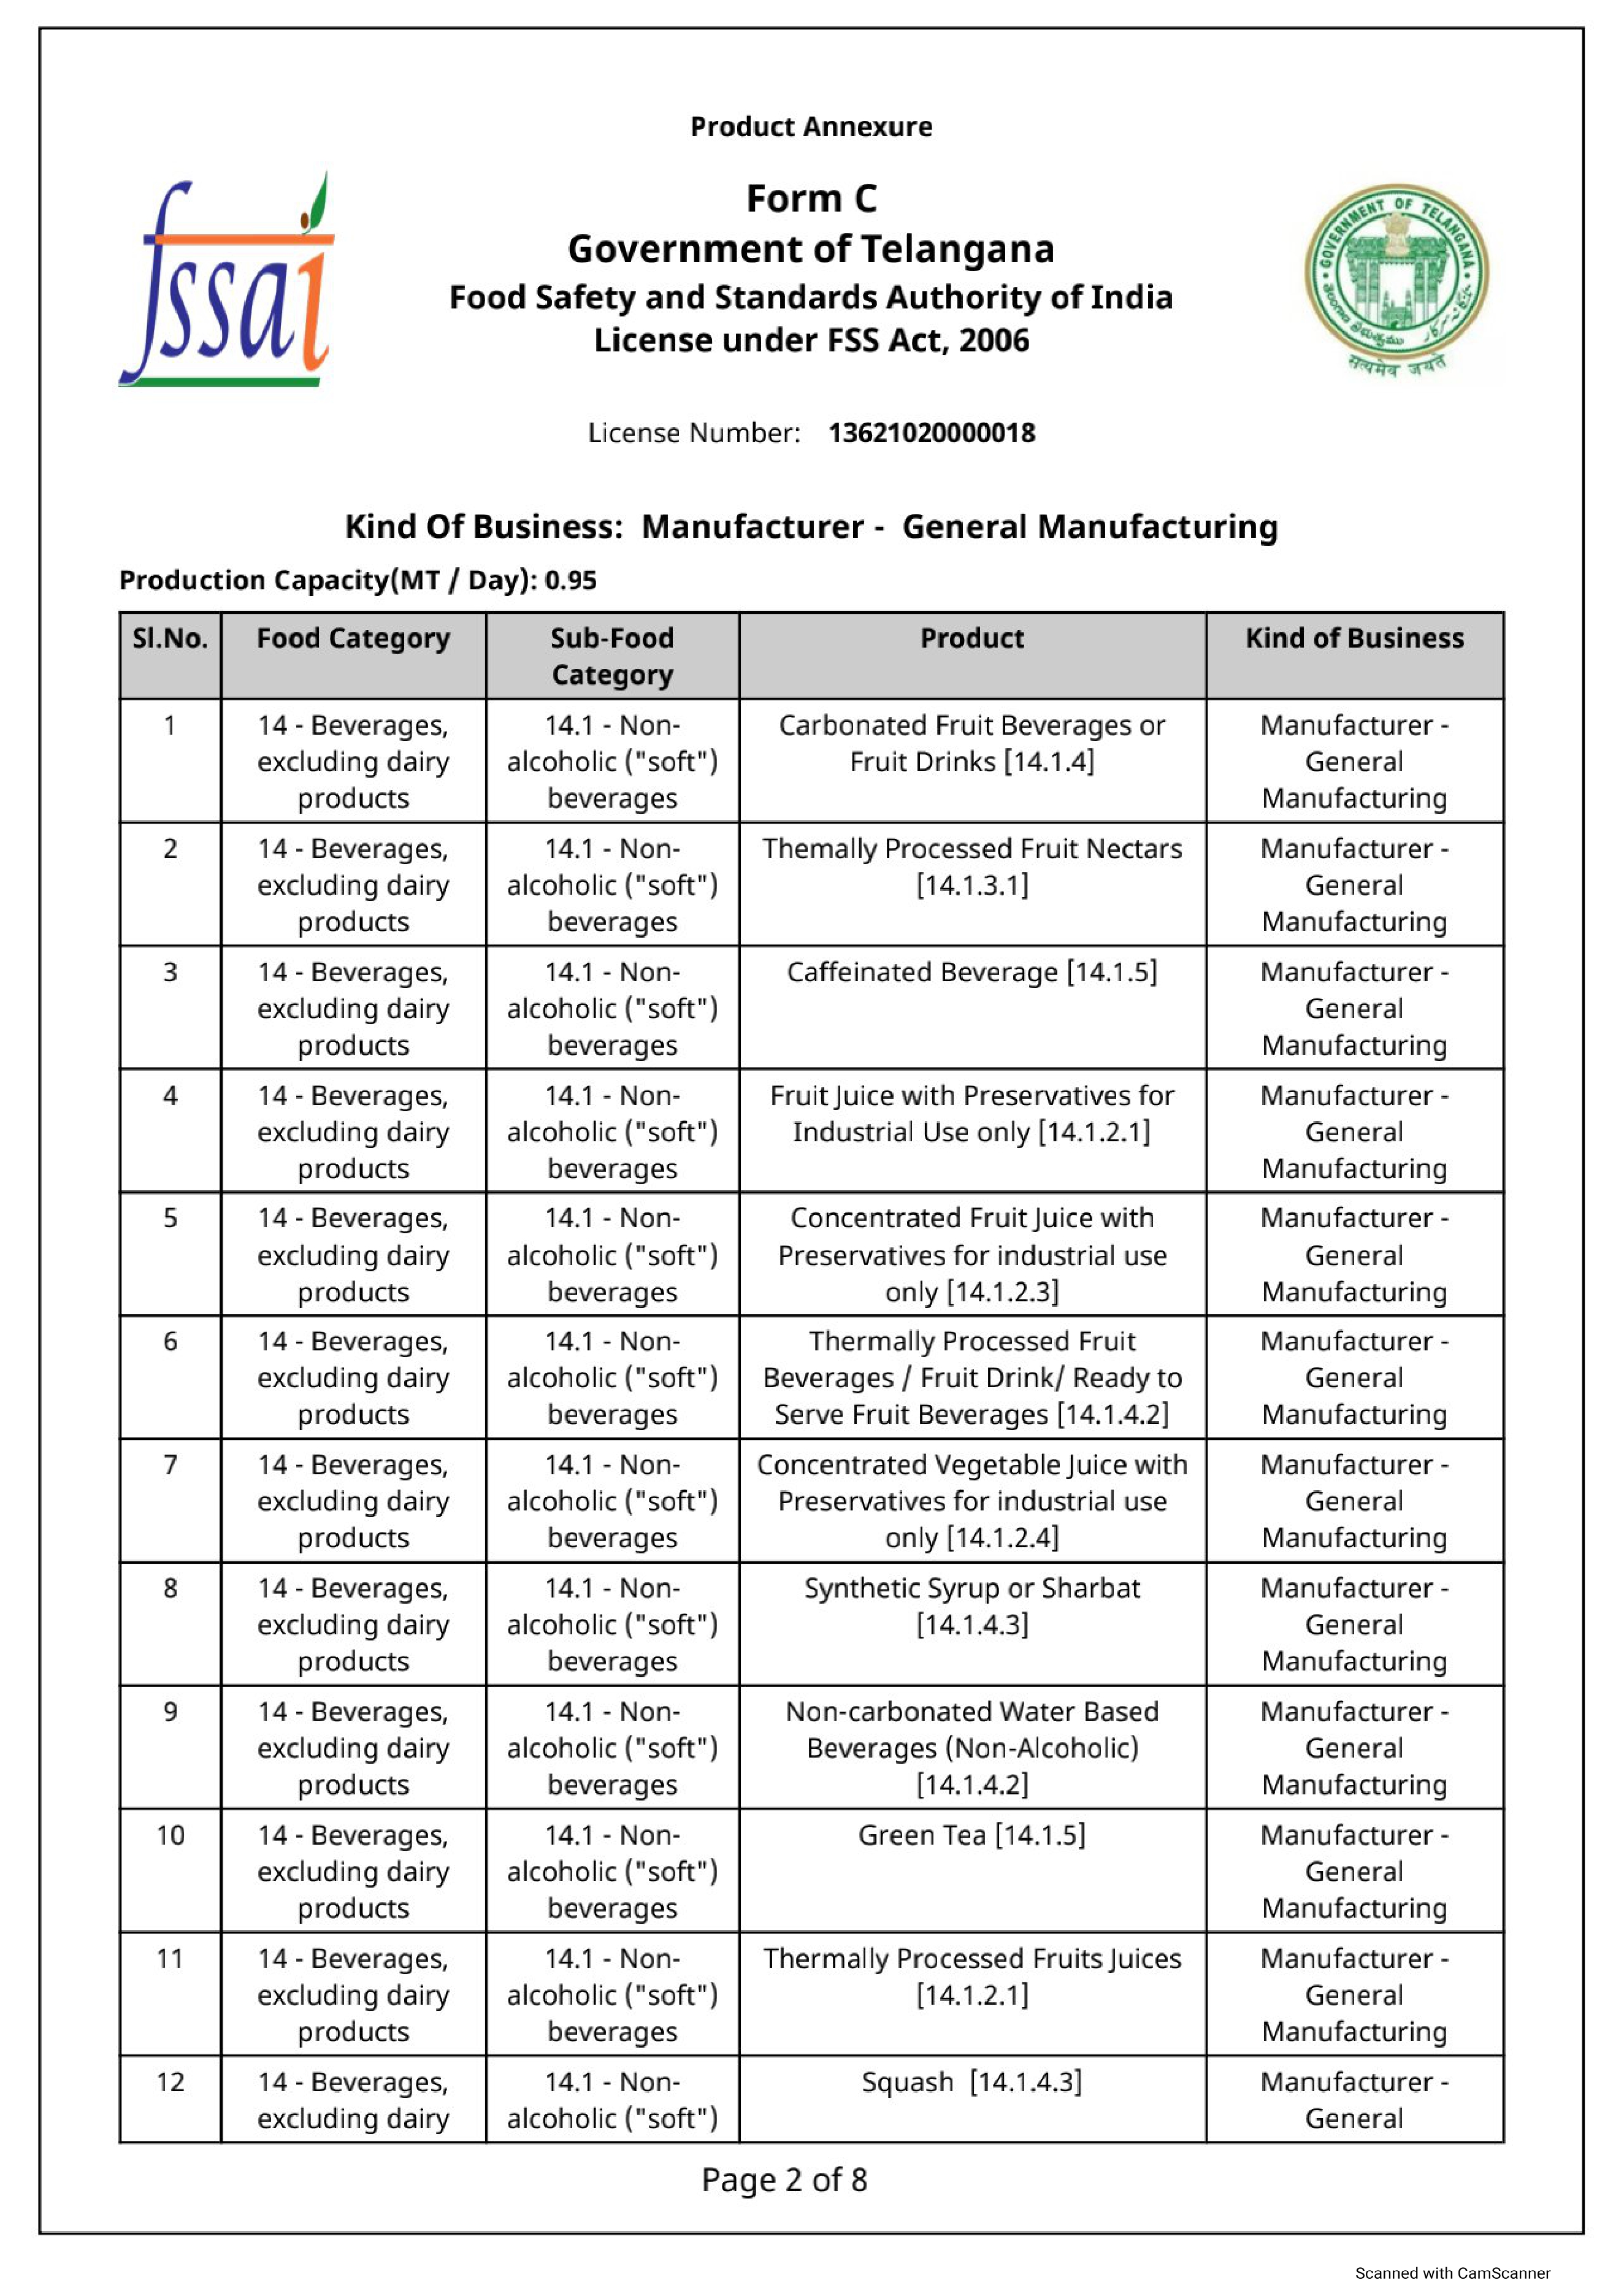 Product Annexure
fssai
Form C
Government of Telangana
Food Safety and Standards Authority of India
License under FSS Act, 2006
GOVERNMENT OF TELANGANA
सत्यमेव जयते
License Number: 13621020000018
Kind Of Business: Manufacturer - General Manufacturing
Production Capacity(MT / Day): 0.95
Sl.No. Food Category Sub-Food Product Kind of Business
Category
1 14 - Beverages, 14.1 - Non- Carbonated Fruit Beverages or Manufacturer -
excluding dairy alcoholic ("soft") Fruit Drinks [14.1.4] General
products beverages Manufacturing
2 14 - Beverages, 14.1 - Non- Themally Processed Fruit Nectars Manufacturer -
excluding dairy alcoholic ("soft") [14.1.3.1] General
products beverages Manufacturing
3 14 - Beverages, 14.1 - Non- Caffeinated Beverage [14.1.5] Manufacturer -
excluding dairy alcoholic ("soft") General
products beverages Manufacturing
4 14 - Beverages, 14.1 - Non- Fruit Juice with Preservatives for Manufacturer -
excluding dairy alcoholic ("soft") Industrial Use only [14.1.2.1] General
products beverages Manufacturing
5 14 - Beverages, 14.1 - Non- Concentrated Fruit Juice with Manufacturer -
excluding dairy alcoholic ("soft") Preservatives for industrial use General
products beverages only [14.1.2.3] Manufacturing
6 14 - Beverages, 14.1 - Non- Thermally Processed Fruit Manufacturer -
excluding dairy alcoholic ("soft") Beverages / Fruit Drink/ Ready to General
products beverages Serve Fruit Beverages [14.1.4.2] Manufacturing
7 14 - Beverages, 14.1 - Non- Concentrated Vegetable Juice with Manufacturer -
excluding dairy alcoholic ("soft") Preservatives for industrial use General
products beverages only [14.1.2.4] Manufacturing
8 14 - Beverages, 14.1 - Non- Synthetic Syrup or Sharbat Manufacturer -
excluding dairy alcoholic ("soft") [14.1.4.3] General
products beverages Manufacturing
9 14 - Beverages, 14.1 - Non- Non-carbonated Water Based Manufacturer -
excluding dairy alcoholic ("soft") Beverages (Non-Alcoholic) General
products beverages [14.1.4.2] Manufacturing
10 14 - Beverages, 14.1 - Non- Green Tea [14.1.5] Manufacturer -
excluding dairy alcoholic ("soft") General
products beverages Manufacturing
11 14 - Beverages, 14.1 - Non- Thermally Processed Fruits Juices Manufacturer -
excluding dairy alcoholic ("soft") [14.1.2.1] General
products beverages Manufacturing
12 14 - Beverages, 14.1 - Non- Squash [14.1.4.3] Manufacturer -
excluding dairy alcoholic ("soft") General
Page 2 of 8
Scanned with CamScanner